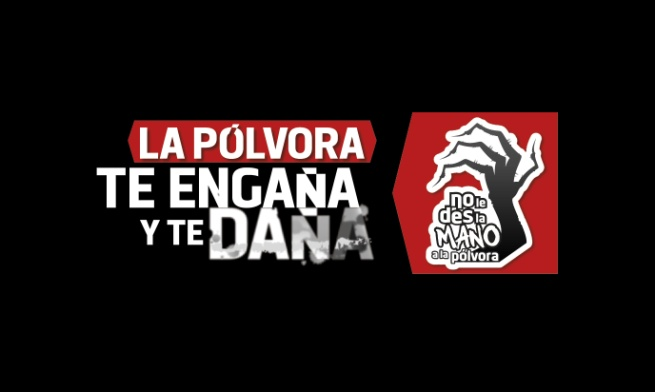 LA PÓLVORA
TE ENGAÑA
Y TE DAÑA
no le
des la
MANO
a la pólvora